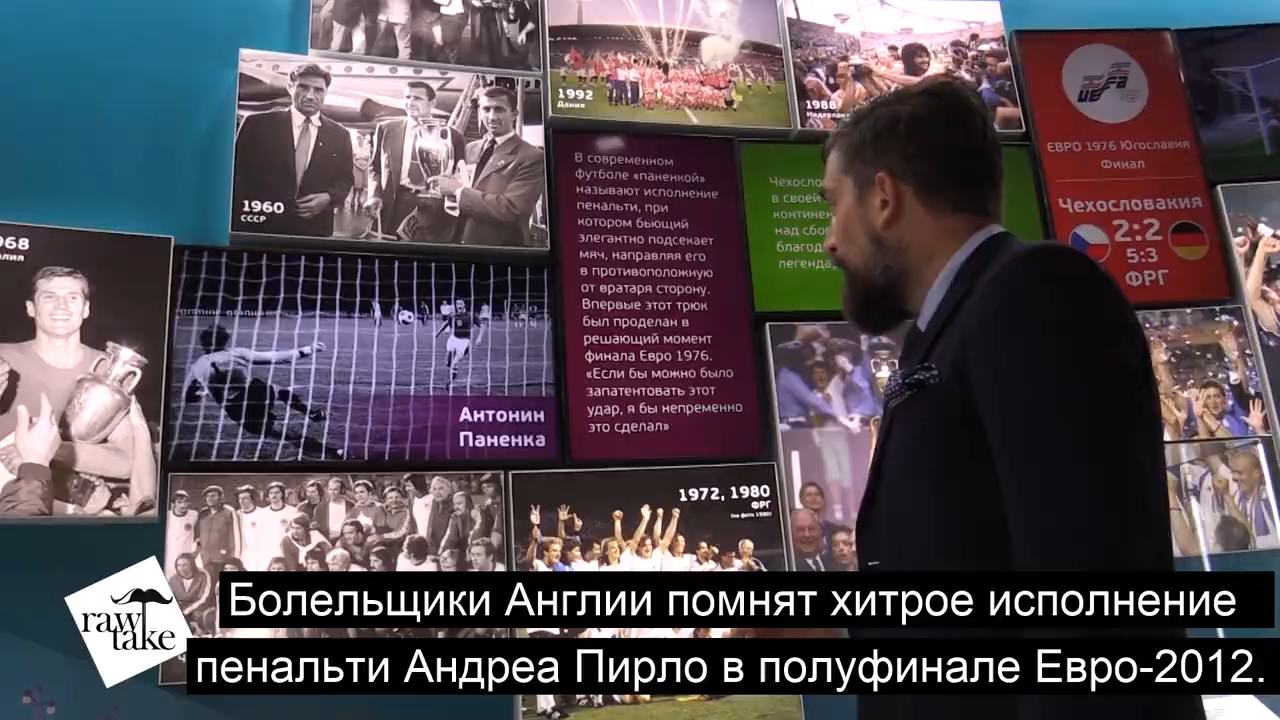 1992
Дания
1988
UEFA
ЕВРО 1976 Югославия
Финал
Чехословакия
2:2
5:3
ФРГ
1960
СССР
В современном
футболе «паненкой»
называют исполнение
пенальти, при
котором бьющий
элегантно подсекает
мяч, направляя его
в противоположную
от вратаря сторону.
Впервые этот трюк
был проделан в
решающий момент
финала Евро 1976.
«Если бы можно было
запатентовать этот
удар, я бы непременно
это сделал»
в своей
над
Антонин
Паненка
1972, 1980
ФРГ
raw
take
Болельщики Англии помнят хитрое исполнение
пенальти Андреа Пирло в полуфинале Евро-2012.